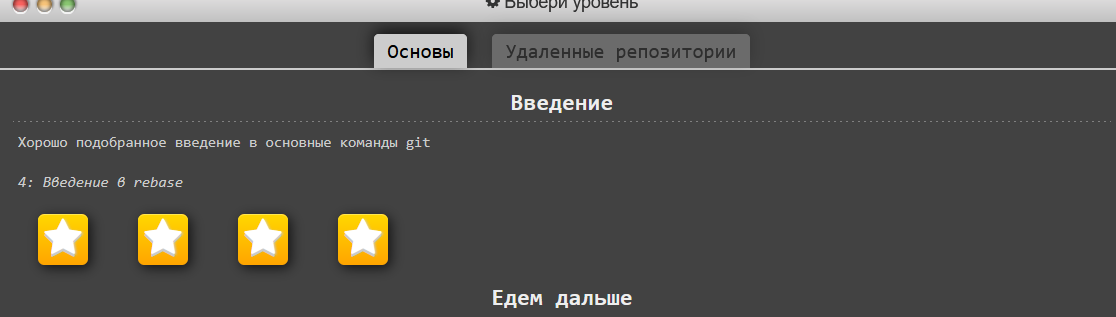 Выбери уровень
Основы
Удаленные репозитории
Введение
Хорошо подобранное введение в основные команды git
4: Введение в rebase
Едем дальше